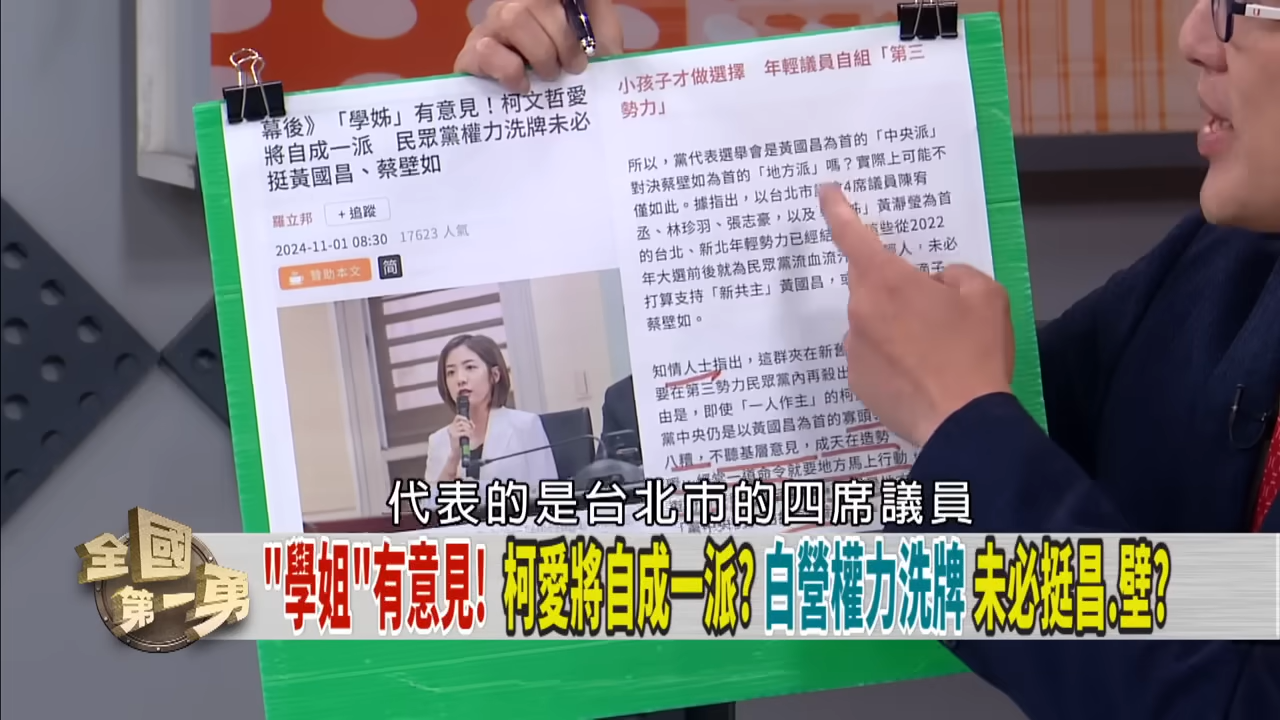 幕後》「學姊」有意見！柯文哲愛
將自成一派　民眾黨權力洗牌未必
挺黃國昌、蔡壁如
羅立邦
+ 追蹤
2024-11-01 08:30
17623 人氣
贊助本文
简
小孩子才做選擇　年輕議員自組「第三
勢力」
所以，黨代表選舉會是黃國昌為首的「中央派」
對決蔡壁如為首的「地方派」嗎？實際上可能不
僅如此。據指出，以台北市
4席議員陳宥
丞、林珍羽、張志豪，以及
黃瀞瑩為首
的台北、新北年輕勢力已經
些從2022
年大選前後就為民眾黨流血流
人，未必
打算支持「新共主」黃國昌，
蔡壁如。
知情人士指出，這群夾在新舊
要在第三勢力民眾黨內再殺出
由是，即使「一人作主」的柯
黨中央仍是以黃國昌為首的寡頭
八糟，不聽基層意見，成天在造勢
命令就要地方馬上行動
代表的是台北市的四席議員
全國第一勇
"學姐"有意見! 柯愛將自成一派? 白營權力洗牌 未必挺昌.壁?